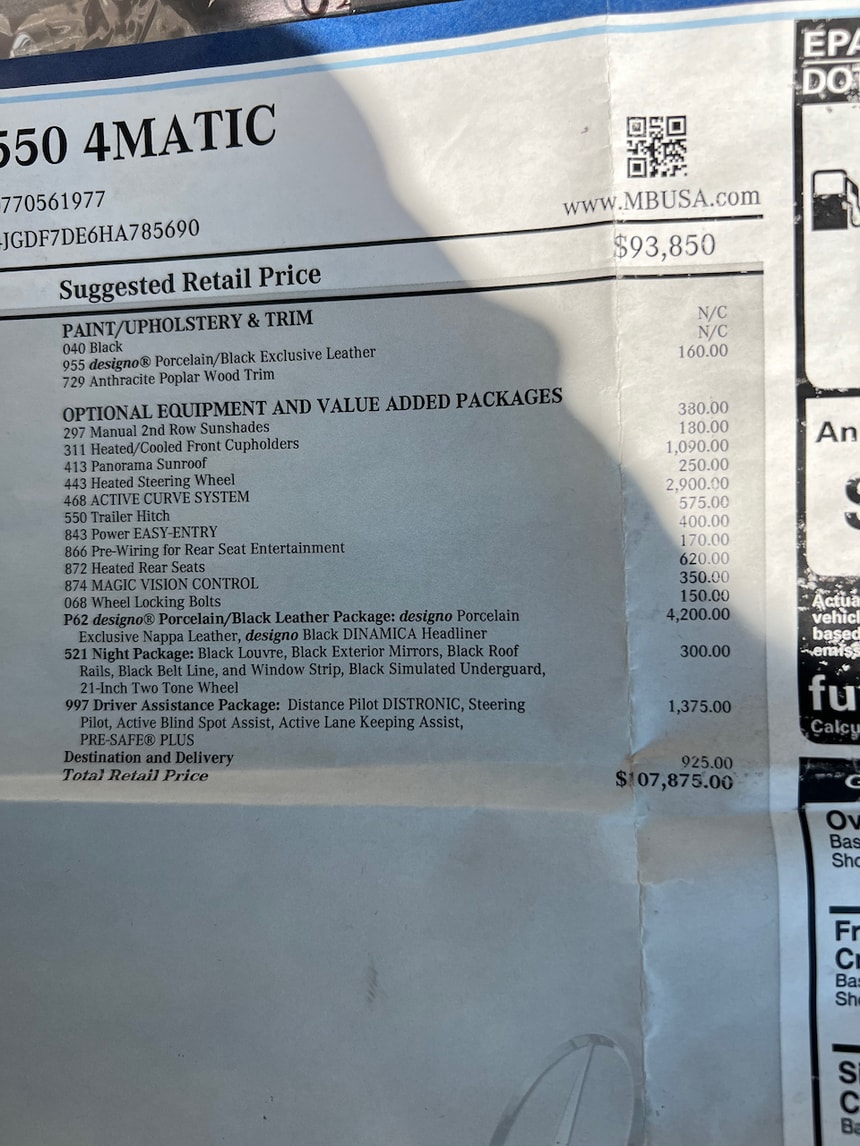 550 4MATIC
www.MBUSA.com
770561977
JGDF7DE6HA785690
Suggested Retail Price $93,850
PAINT/UPHOLSTERY & TRIM
040 Black N/C
955 designo® Porcelain/Black Exclusive Leather N/C
729 Anthracite Poplar Wood Trim 160.00
OPTIONAL EQUIPMENT AND VALUE ADDED PACKAGES
297 Manual 2nd Row Sunshades 380.00
311 Heated/Cooled Front Cupholders 180.00
413 Panorama Sunroof 1,090.00
443 Heated Steering Wheel 250.00
468 ACTIVE CURVE SYSTEM 2,900.00
550 Trailer Hitch 575.00
843 Power EASY-ENTRY 400.00
866 Pre-Wiring for Rear Seat Entertainment 170.00
872 Heated Rear Seats 620.00
874 MAGIC VISION CONTROL 350.00
068 Wheel Locking Bolts 150.00
P62 designo® Porcelain/Black Leather Package: designo Porcelain 4,200.00
Exclusive Nappa Leather, designo Black DINAMICA Headliner
521 Night Package: Black Louvre, Black Exterior Mirrors, Black Roof 300.00
Rails, Black Belt Line, and Window Strip, Black Simulated Underguard,
21-Inch Two Tone Wheel
997 Driver Assistance Package: Distance Pilot DISTRONIC, Steering 1,375.00
Pilot, Active Blind Spot Assist, Active Lane Keeping Assist,
PRE-SAFE® PLUS
Destination and Delivery 925.00
Total Retail Price $107,875.00
EPA
DOT
An
Actua
vehicl
based
emiss
fu
Calcu
G
Ov
Bas
Sho
Fr
Cr
Bas
Sho
Si
C
Ba